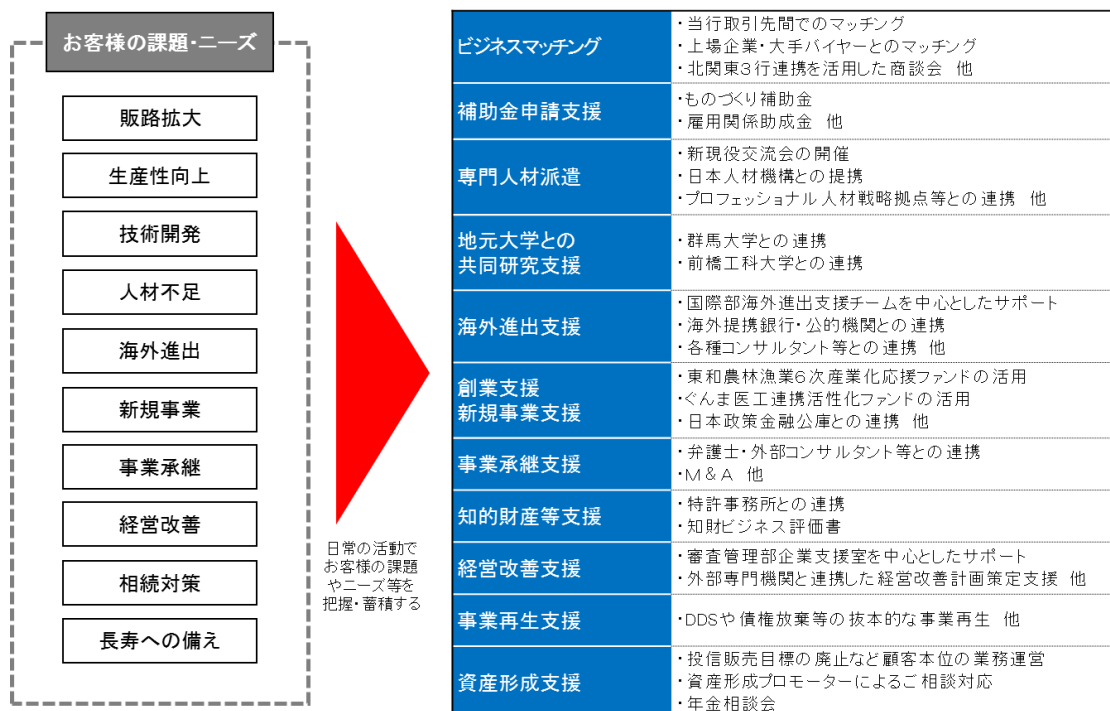 お客様の課題・ニーズ
販路拡大
生産性向上
技術開発
人材不足
海外進出
新規事業
事業承継
経営改善
相続対策
長寿への備え
日常の活動で
お客様の課題
やニーズ等を
把握・蓄積する
ビジネスマッチング
・当行取引先間でのマッチング
・上場企業・大手バイヤーとのマッチング
・北関東3行連携を活用した商談会 他
補助金申請支援
・ものづくり補助金
・雇用関係助成金 他
専門人材派遣
・新現役交流会の開催
・日本人材機構との提携
・プロフェッショナル人材戦略拠点等との連携 他
地元大学との
共同研究支援
・群馬大学との連携
・前橋工科大学との連携
海外進出支援
・国際部海外進出支援チームを中心としたサポート
・海外提携銀行・公的機関との連携
・各種コンサルタント等との連携 他
創業支援
新規事業支援
・東和農林漁業6次産業化応援ファンドの活用
・ぐんま医工連携活性化ファンドの活用
・日本政策金融公庫との連携 他
事業承継支援
・弁護士・外部コンサルタント等との連携
・M&A 他
知的財産等支援
・特許事務所との連携
・知財ビジネス評価書
経営改善支援
・審査管理部企業支援室を中心としたサポート
・外部専門機関と連携した経営改善計画策定支援 他
事業再生支援
・DDSや債権放棄等の抜本的な事業再生 他
資産形成支援
・投信販売目標の廃止など顧客本位の業務運営
・資産形成プロモーターによるご相談対応
・年金相談会